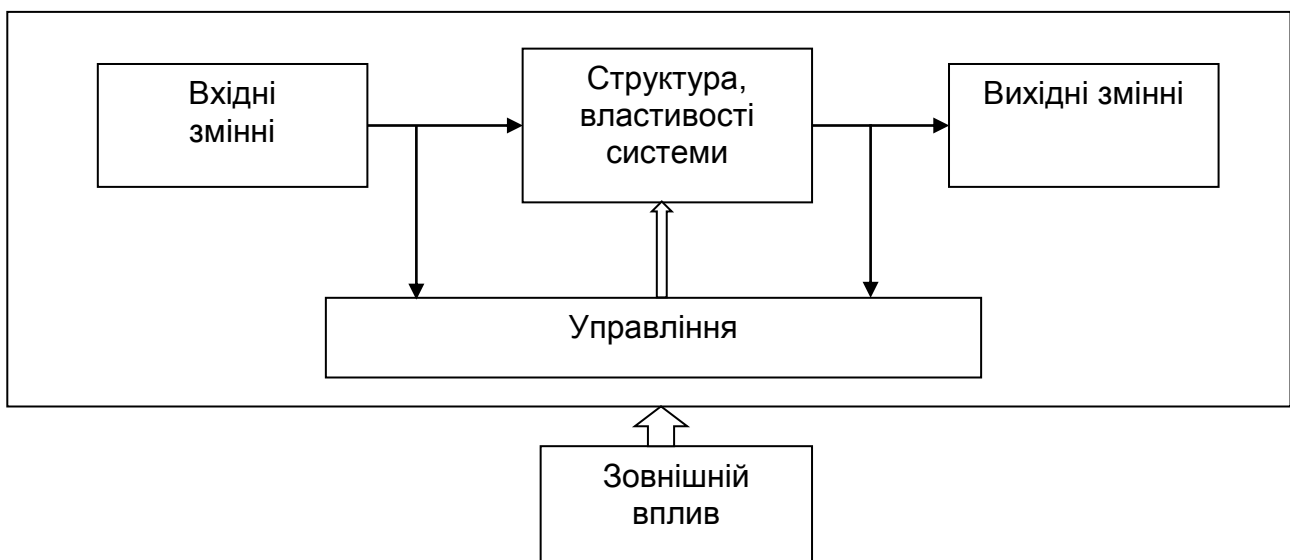 Вхідні
змінні
Структура,
властивості
системи
Вихідні змінні
Управління
Зовнішній
вплив